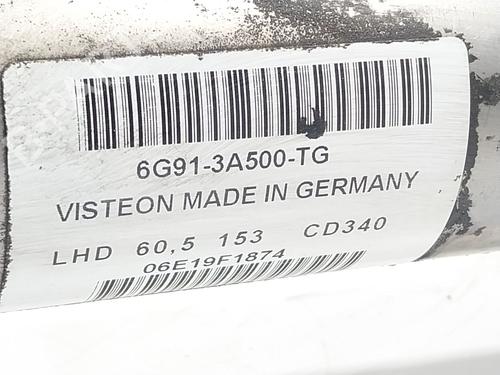 6G91-3A500-TG
VISTEON MADE IN GERMANY
LHD 60,5 153 CD340
06E19F1874